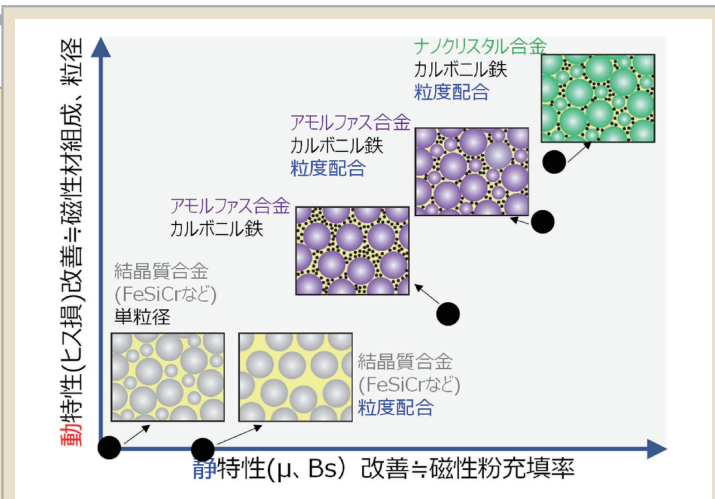 動特性(ヒス損)改善≒磁性材組成、粒径
ナノクリスタル合金
カルボニル鉄
粒度配合
アモルファス合金
カルボニル鉄
粒度配合
アモルファス合金
カルボニル鉄
結晶質合金
(FeSiCrなど)
単粒径
結晶質合金
(FeSiCrなど)
粒度配合
静特性(μ、Bs) 改善≒磁性粉充填率